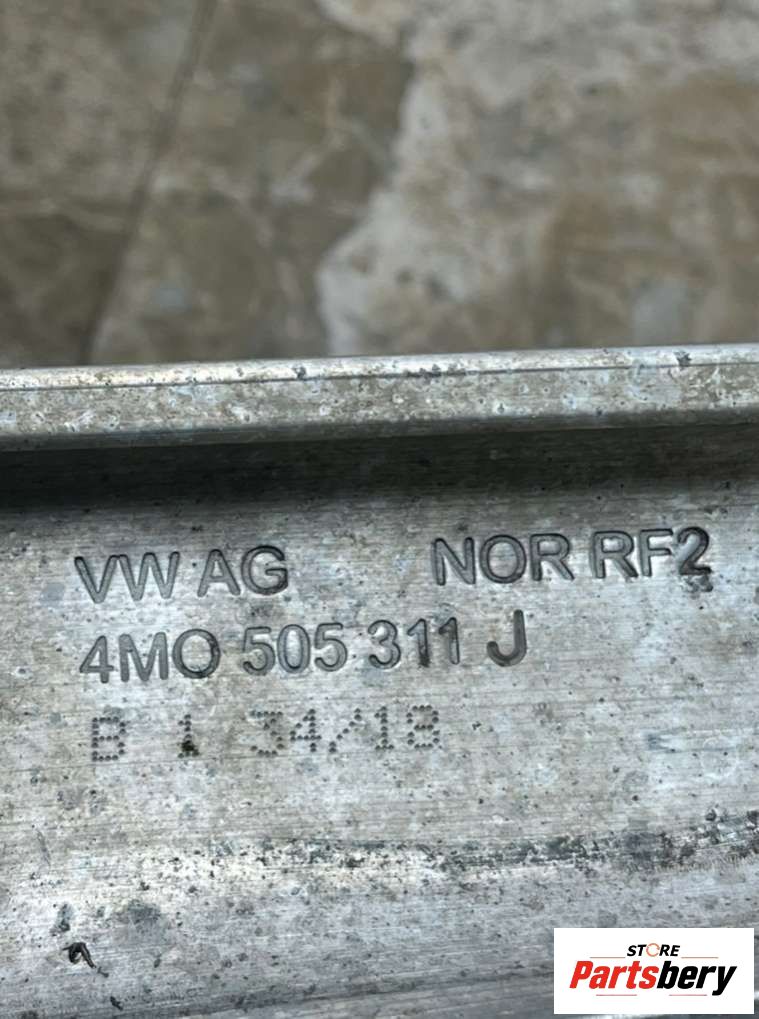 VW AG NOR RF2
4M0 505 311 J
B 1 34/18
STORE
Partsbery